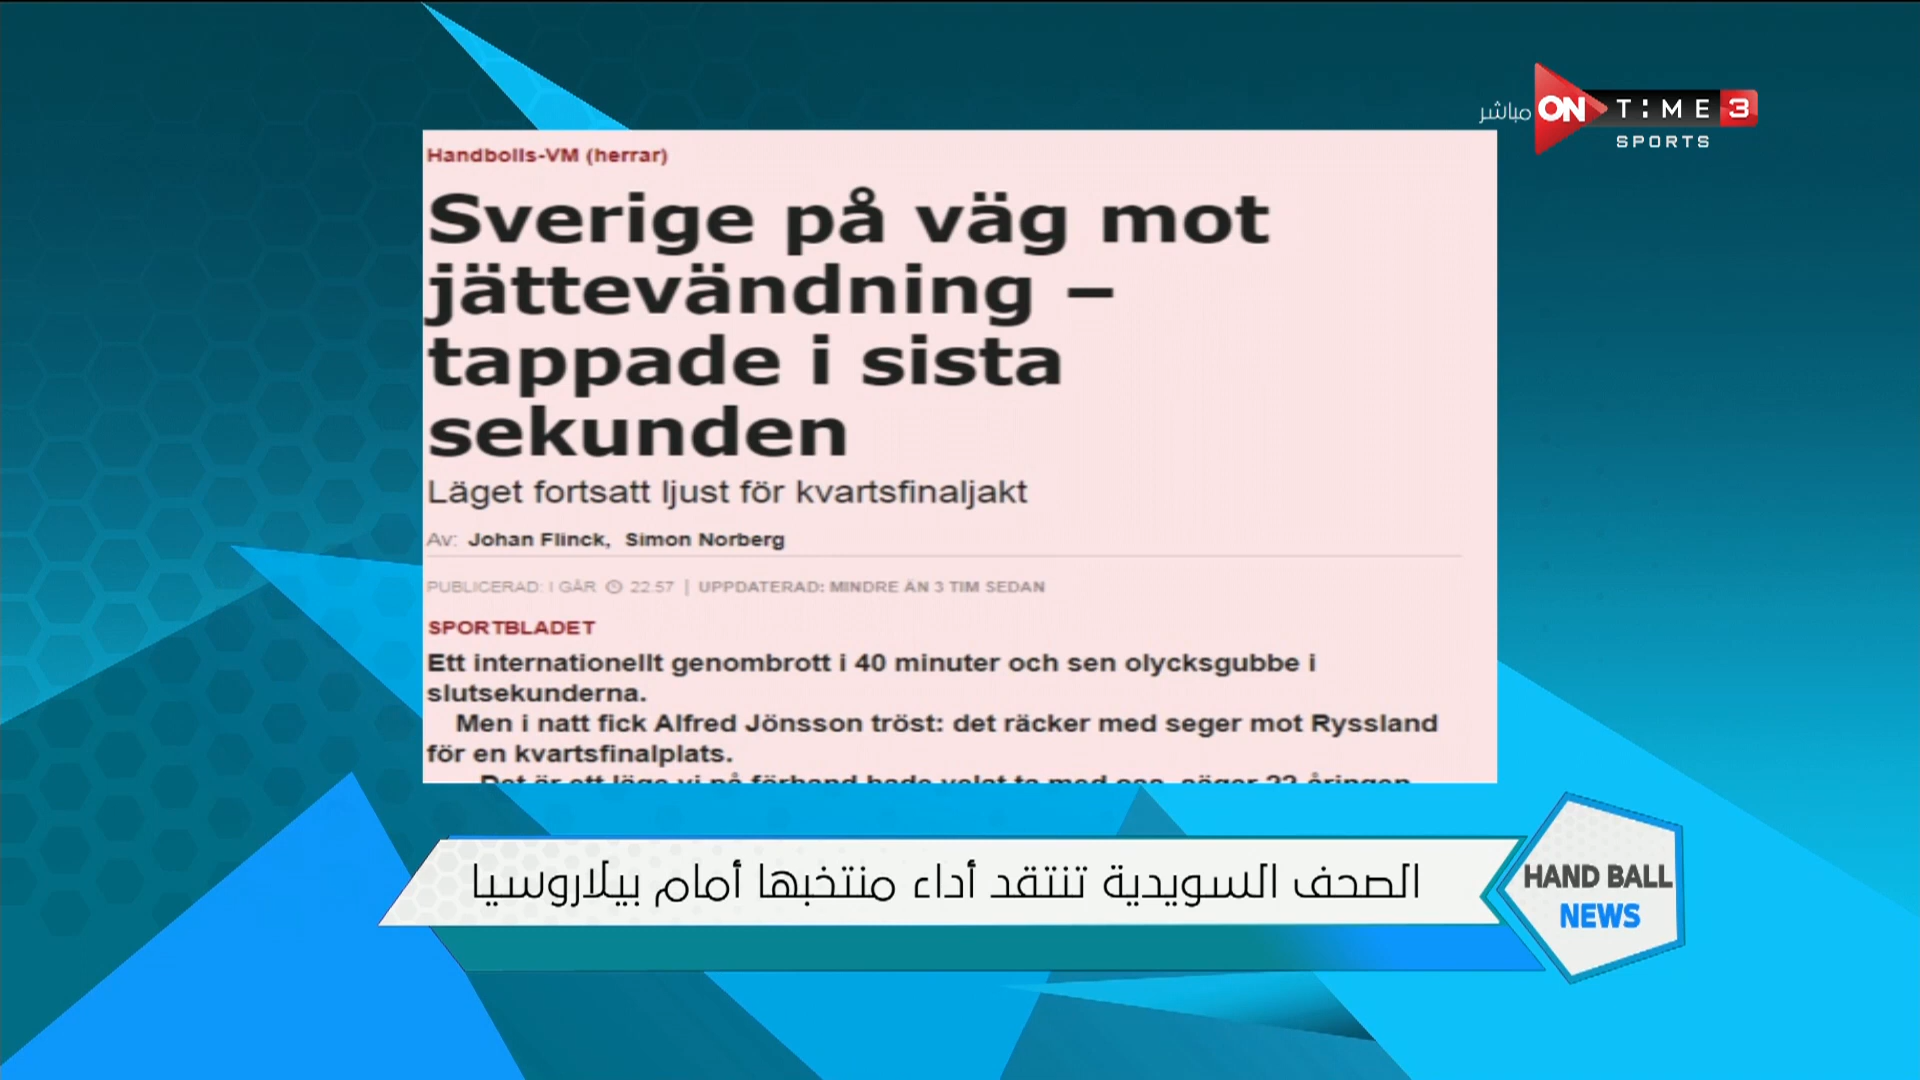 مباشر ON TIME 3
SPORTS
Handbolls-VM (herrar)
Sverige på väg mot
jättevändning –
tappade i sista
sekunden
Läget fortsatt ljust för kvartsfinaljakt
Av: Johan Flinck, Simon Norberg
PUBLICERAD: I GÅR 22.57 | UPPDATERAD: MINDRE ÄN 3 TIM SEDAN
SPORTBLADET
Ett internationellt genombrott i 40 minuter och sen olycksgubbe i
slutsekunderna.
Men i natt fick Alfred Jönsson tröst: det räcker med seger mot Ryssland
för en kvartsfinalplats.
الصحف السويدية تنتقد أداء منتخبها أمام بيلاروسيا
HAND BALL
NEWS